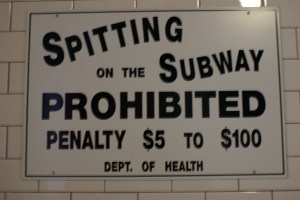 SPITTING
ON THE SUBWAY
PROHIBITED
PENALTY $5 TO $100
DEPT. OF HEALTH